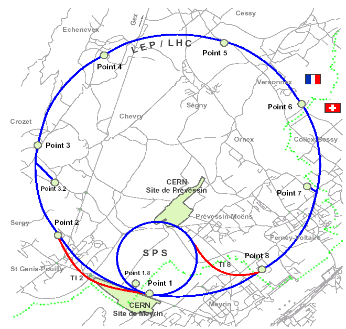 Cessy
Echenevex
Gex
Point 5
LEP / LHC
Point 4
Versonnex
Ségny
Point 6
Crozet
Chevry
Ornex
Collex-Bossy
Point 3
CERN
Site de Prévessin
Point 3.2
Point 7
Prévessin-Moëns
Sergy
Point 2
Ferney-Voltaire
SPS
St Genis-Pouilly
TI 2
Point 1.8
TI 8
Point 8
Point 1
CERN
Site de Meyrin
Meyrin